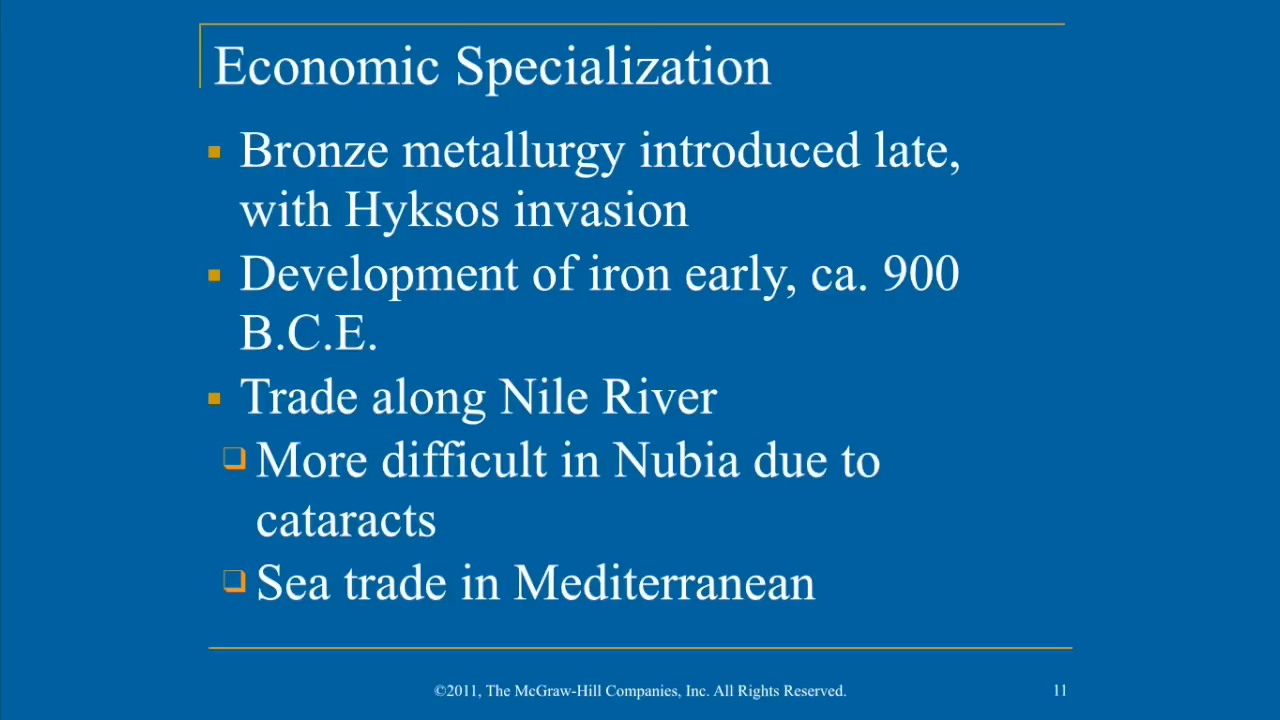 Economic Specialization
Bronze metallurgy introduced late,
with Hyksos invasion
Development of iron early, ca. 900
B.C.E.
Trade along Nile River
More difficult in Nubia due to
cataracts
Sea trade in Mediterranean
©2011, The McGraw-Hill Companies, Inc. All Rights Reserved.
11